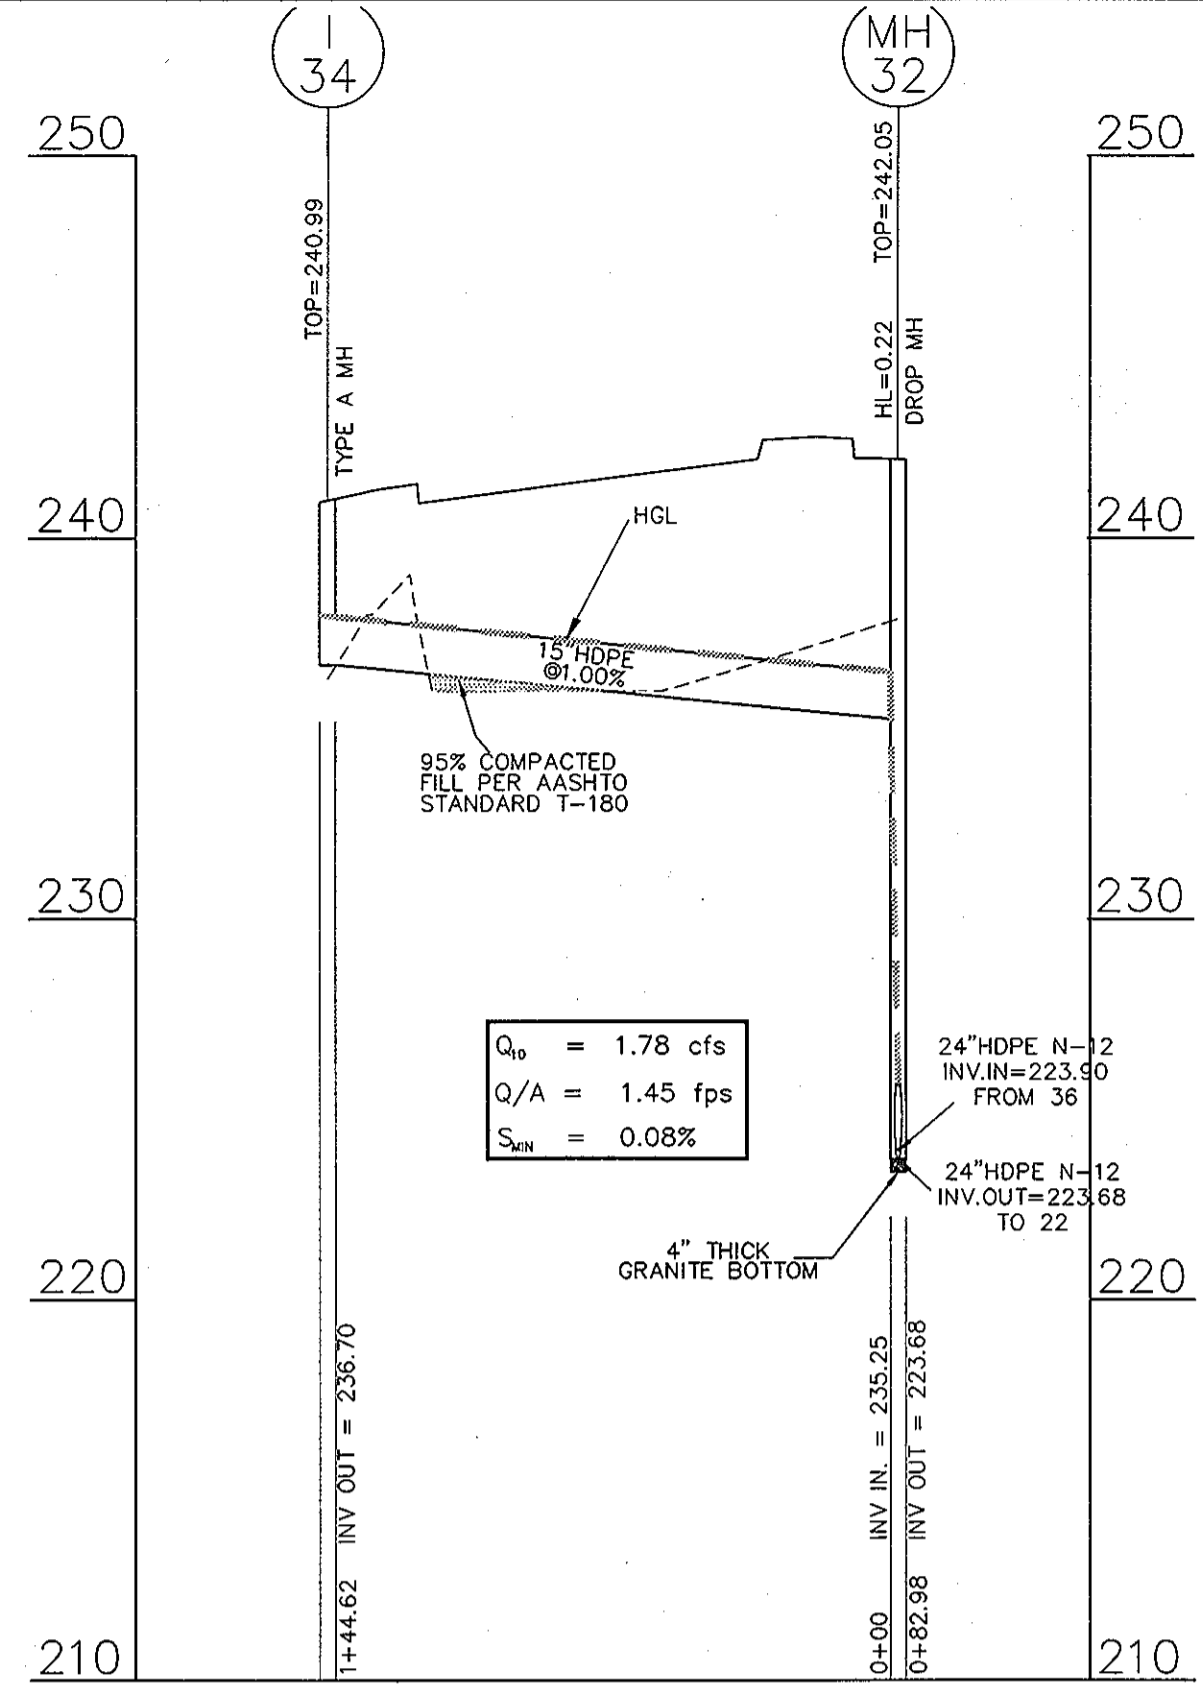 I
34
MH
32
250
250
TOP=240.99
TYPE A MH
HL=0.22 TOP=242.05
DROP MH
240
240
HGL
15"HDPE
@1.00%
95% COMPACTED
FILL PER AASHTO
STANDARD T-180
230
230
Q10 = 1.78 cfs
Q/A = 1.45 fps
SMIN = 0.08%
24"HDPE N-12
INV.IN=223.90
FROM 36
24"HDPE N-12
INV.OUT=223.68
TO 22
4" THICK
GRANITE BOTTOM
220
220
1+44.62 INV OUT = 236.70
0+00 INV IN. = 235.25
0+82.98 INV OUT = 223.68
210
210